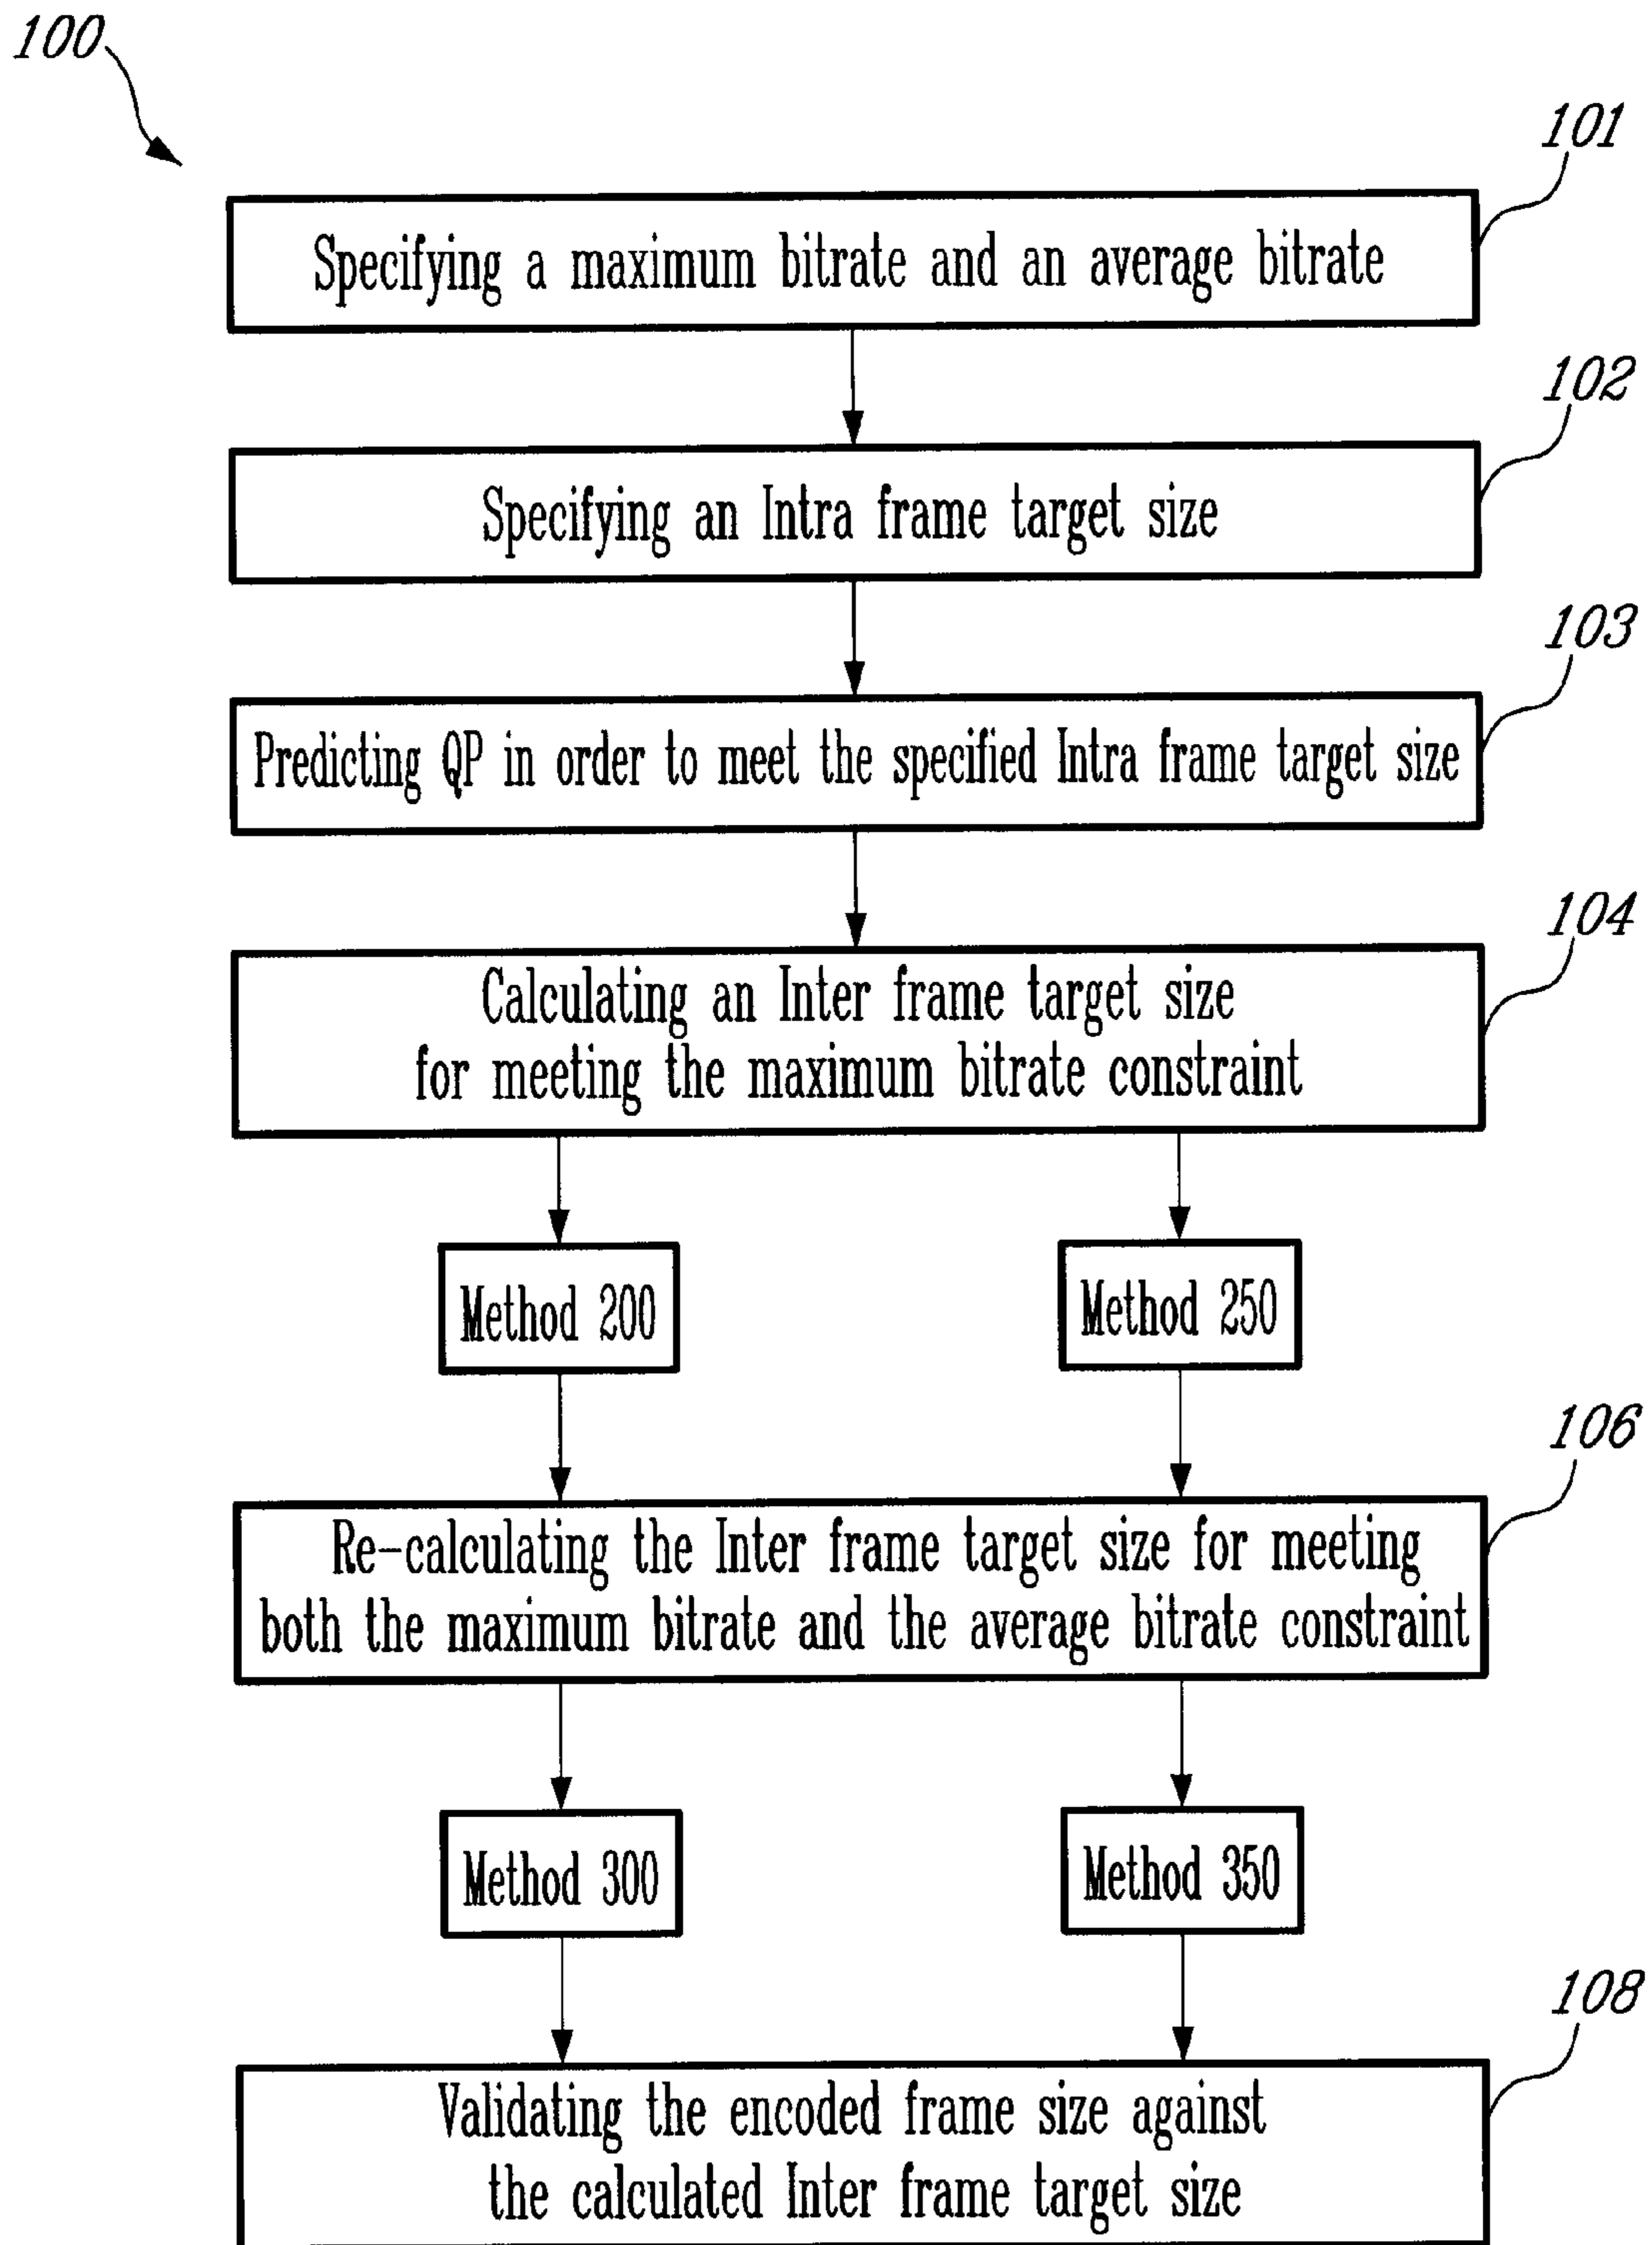 100
101
Specifying a maximum bitrate and an average bitrate
102
Specifying an Intra frame target size
103
Predicting QP in order to meet the specified Intra frame target size
104
Calculating an Inter frame target size
for meeting the maximum bitrate constraint
Method 200
Method 250
106
Re-calculating the Inter frame target size for meeting
both the maximum bitrate and the average bitrate constraint
Method 300
Method 350
108
Validating the encoded frame size against
the calculated Inter frame target size